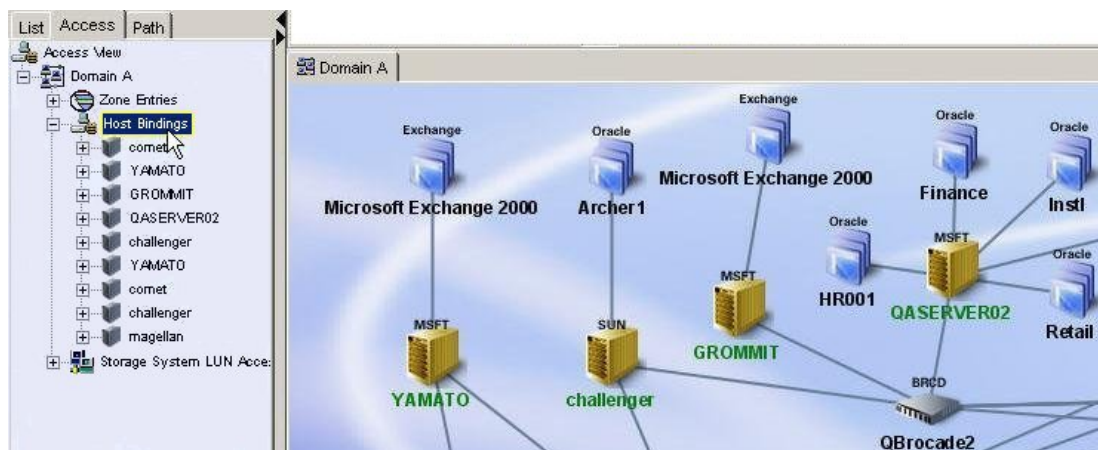 List Access Path
Access View
Domain A
Zone Entries
Host Bindings
comet
YAMATO
GROMMIT
QASERVER02
challenger
YAMATO
comet
challenger
magellan
Storage System LUN Acce
Domain A
Exchange
Microsoft Exchange 2000
Oracle
Archer1
Exchange
Microsoft Exchange 2000
Oracle
Finance
Oracle
Instl
Oracle
HR001
MSFT
QASERVER02
Oracle
Retail
MSFT
GROMMIT
MSFT
YAMATO
SUN
challenger
BRCD
QBrocade2